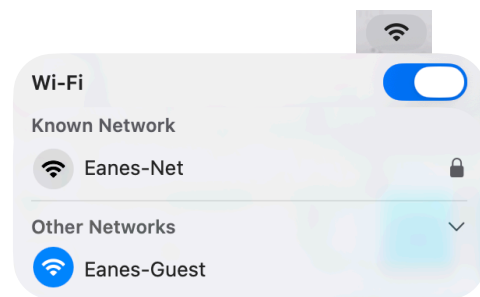 Wi-Fi
Known Network
Eanes-Net
Other Networks
Eanes-Guest